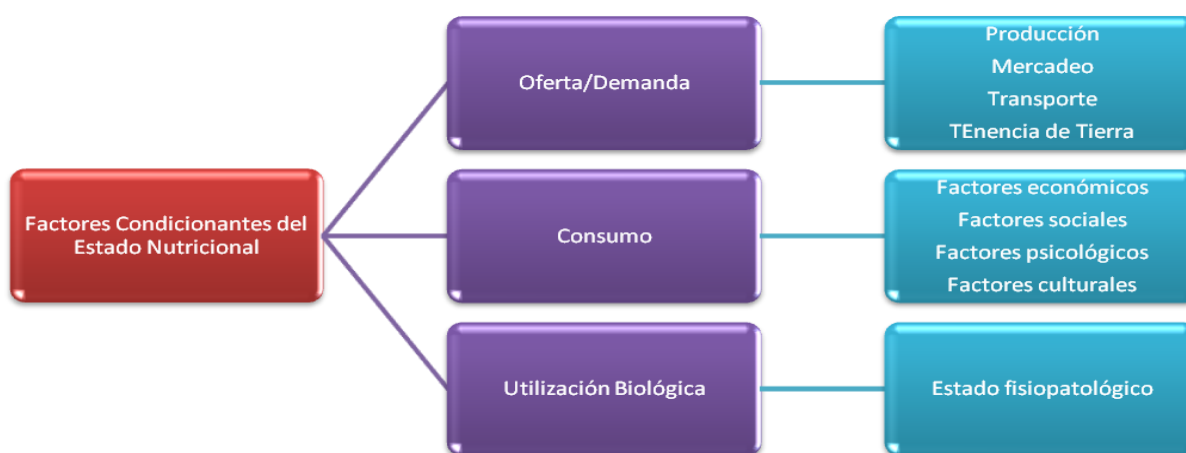 Factores Condicionantes del
Estado Nutricional
Oferta/Demanda
Producción
Mercadeo
Transporte
TEnencia de Tierra
Consumo
Factores económicos
Factores sociales
Factores psicológicos
Factores culturales
Utilización Biológica
Estado fisiopatológico